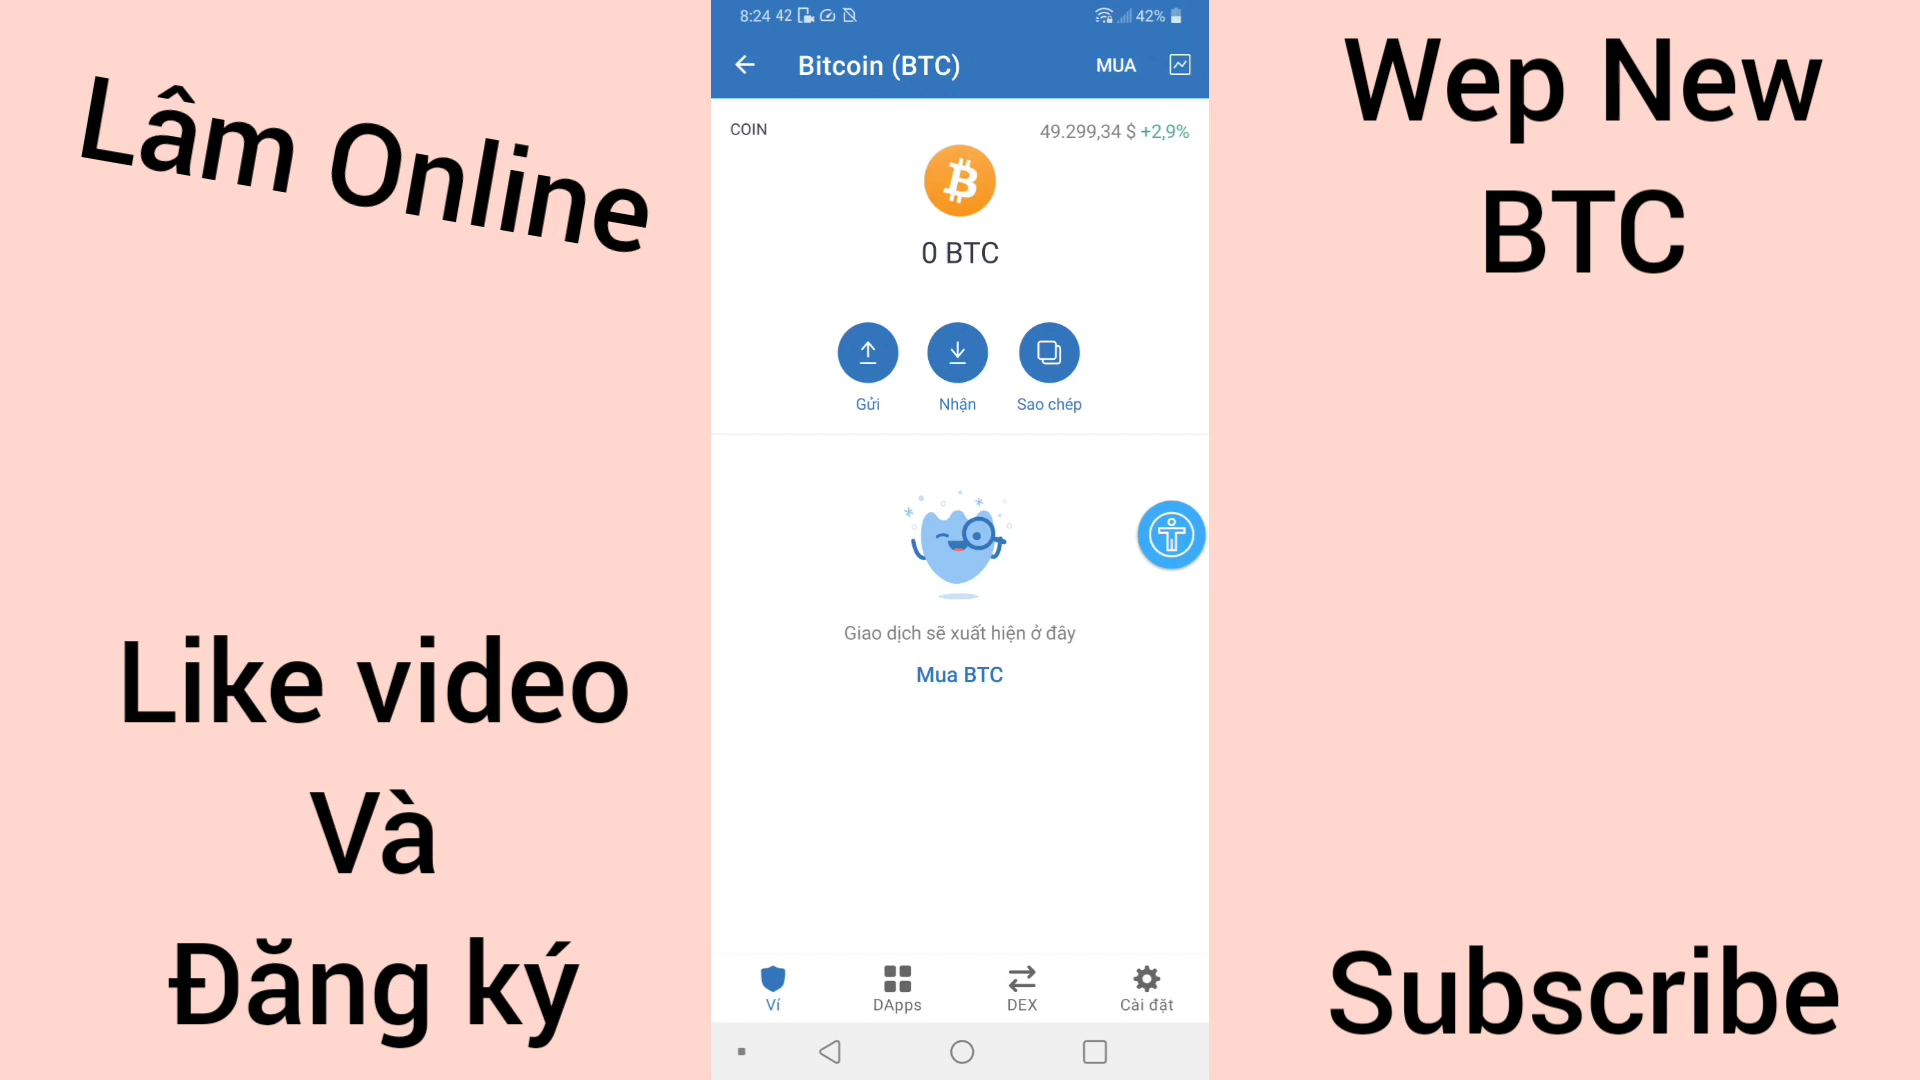 Lâm Online
Like video
Và
Đăng ký
8:24 42 42%
Bitcoin (BTC) MUA
COIN 49.299,34 $ +2,9%
0 BTC
Gửi Nhận Sao chép
Giao dịch sẽ xuất hiện ở đây
Mua BTC
Ví DApps DEX Cài đặt
Wep New
BTC
Subscribe